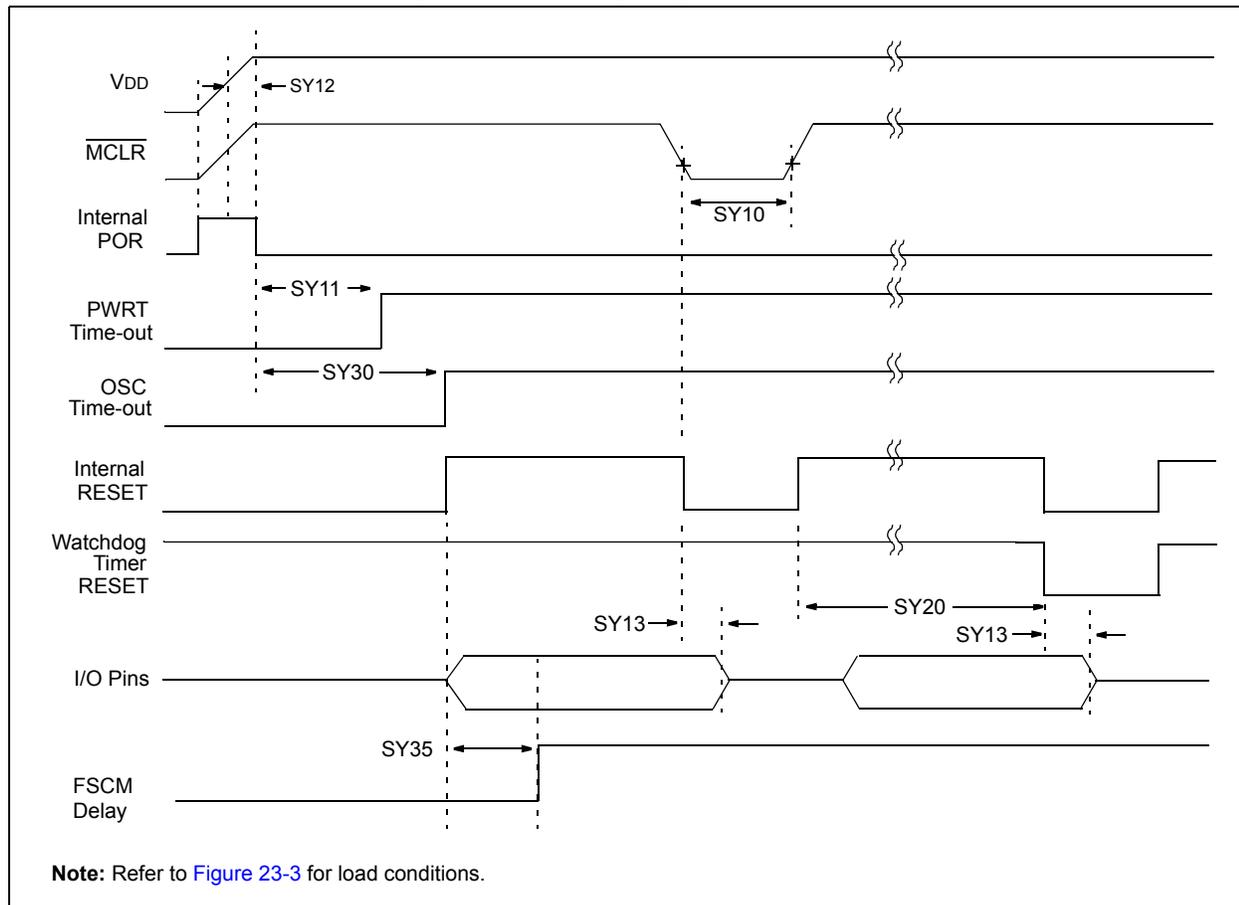 VDD
SY12
MCLR
SY10
Internal
POR
SY11
PWRT
Time-out
SY30
OSC
Time-out
Internal
RESET
Watchdog
Timer
RESET
SY20
SY13
SY13
I/O Pins
SY35
FSCM
Delay
Note: Refer to Figure 23-3 for load conditions.